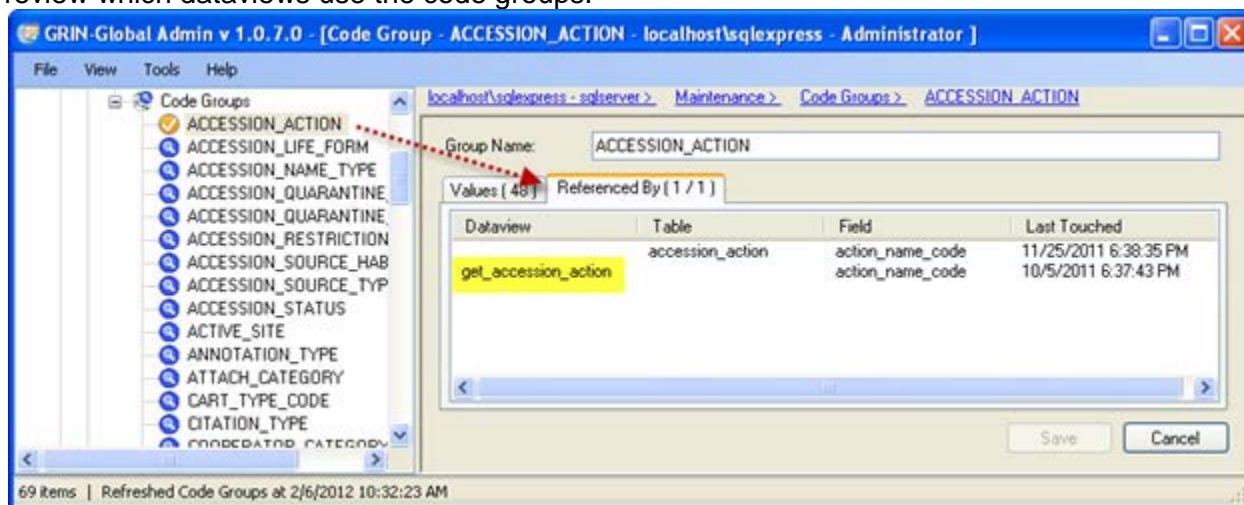 review which dataviews use the code groups.
GRIN-Global Admin v 1.0.7.0 - [Code Group - ACCESSION_ACTION - localhost\sqlexpress - Administrator ]
File View Tools Help
Code Groups
ACCESSION_ACTION
ACCESSION_LIFE_FORM
ACCESSION_NAME_TYPE
ACCESSION_QUARANTINE_
ACCESSION_QUARANTINE_
ACCESSION_RESTRICTION
ACCESSION_SOURCE_HAB
ACCESSION_SOURCE_TYP
ACCESSION_STATUS
ACTIVE_SITE
ANNOTATION_TYPE
ATTACH_CATEGORY
CART_TYPE_CODE
CITATION_TYPE
COOPERATOR_CATEGORY
localhost\sqlexpress - sqlserver > Maintenance > Code Groups > ACCESSION_ACTION
Group Name: ACCESSION_ACTION
Values ( 48 ) Referenced By ( 1 / 1 )
Dataview Table Field Last Touched
accession_action action_name_code 11/25/2011 6:38:35 PM
get_accession_action action_name_code 10/5/2011 6:37:43 PM
Save Cancel
69 items | Refreshed Code Groups at 2/6/2012 10:32:23 AM